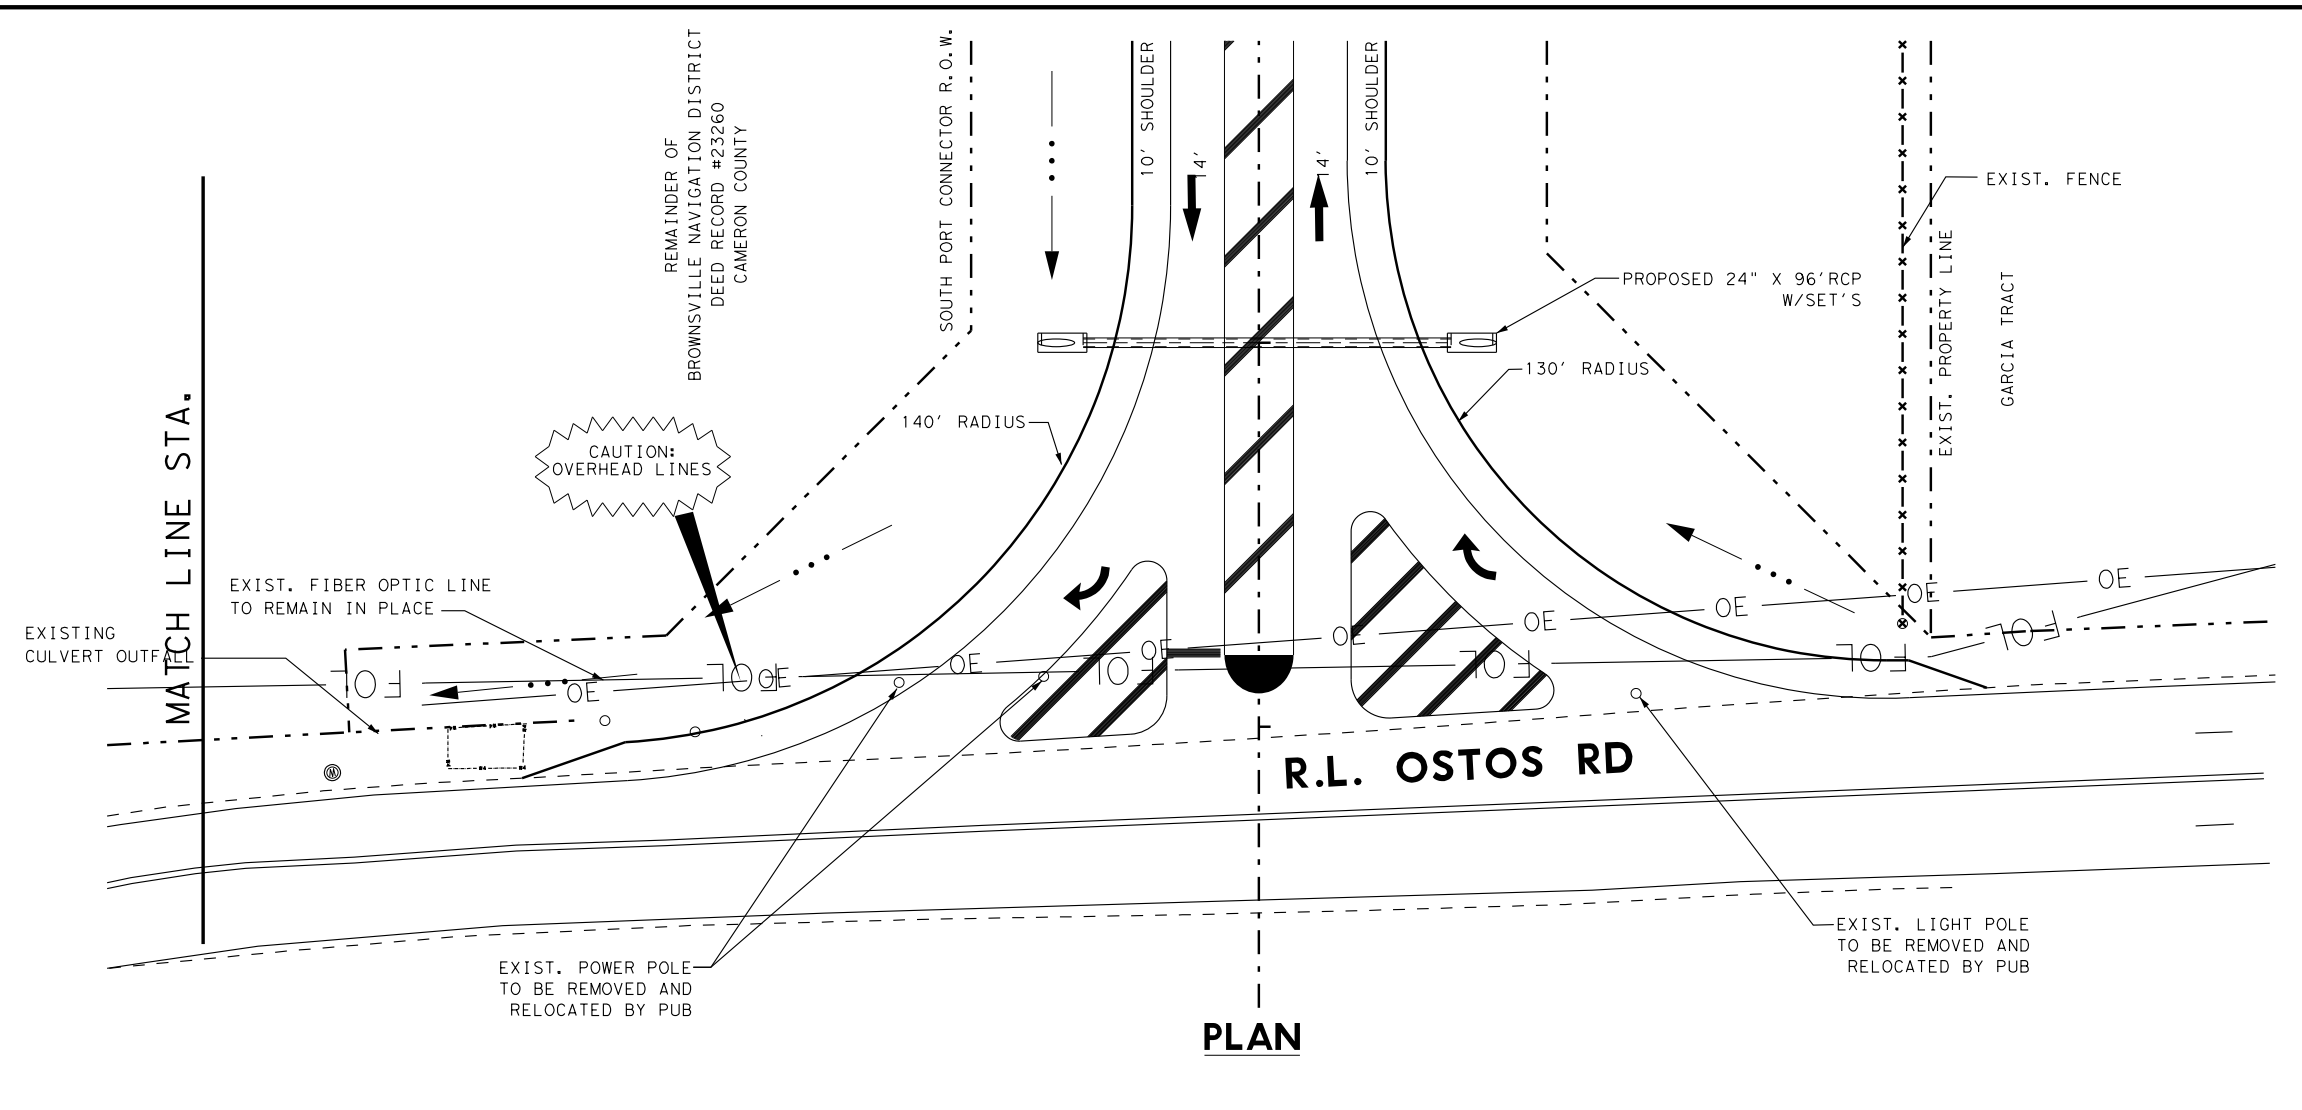 REMAINDER OF
BROWNSVILLE NAVIGATION DISTRICT
DEED RECORD #23260
CAMERON COUNTY
SOUTH PORT CONNECTOR R.O.W.
10' SHOULDER
14'
14'
10' SHOULDER
EXIST. FENCE
EXIST. PROPERTY LINE
GARCIA TRACT
PROPOSED 24" X 96'RCP
W/SET'S
130' RADIUS
140' RADIUS
CAUTION:
OVERHEAD LINES
MATCH LINE STA.
EXIST. FIBER OPTIC LINE
TO REMAIN IN PLACE
EXISTING
CULVERT OUTFALL
FOL
OE
FOL
OE
OE
FOL
OE
OE
FOL
OE
OE
FOL
OE
FOL
OE
M
R.L. OSTOS RD
EXIST. POWER POLE
TO BE REMOVED AND
RELOCATED BY PUB
EXIST. LIGHT POLE
TO BE REMOVED AND
RELOCATED BY PUB
PLAN